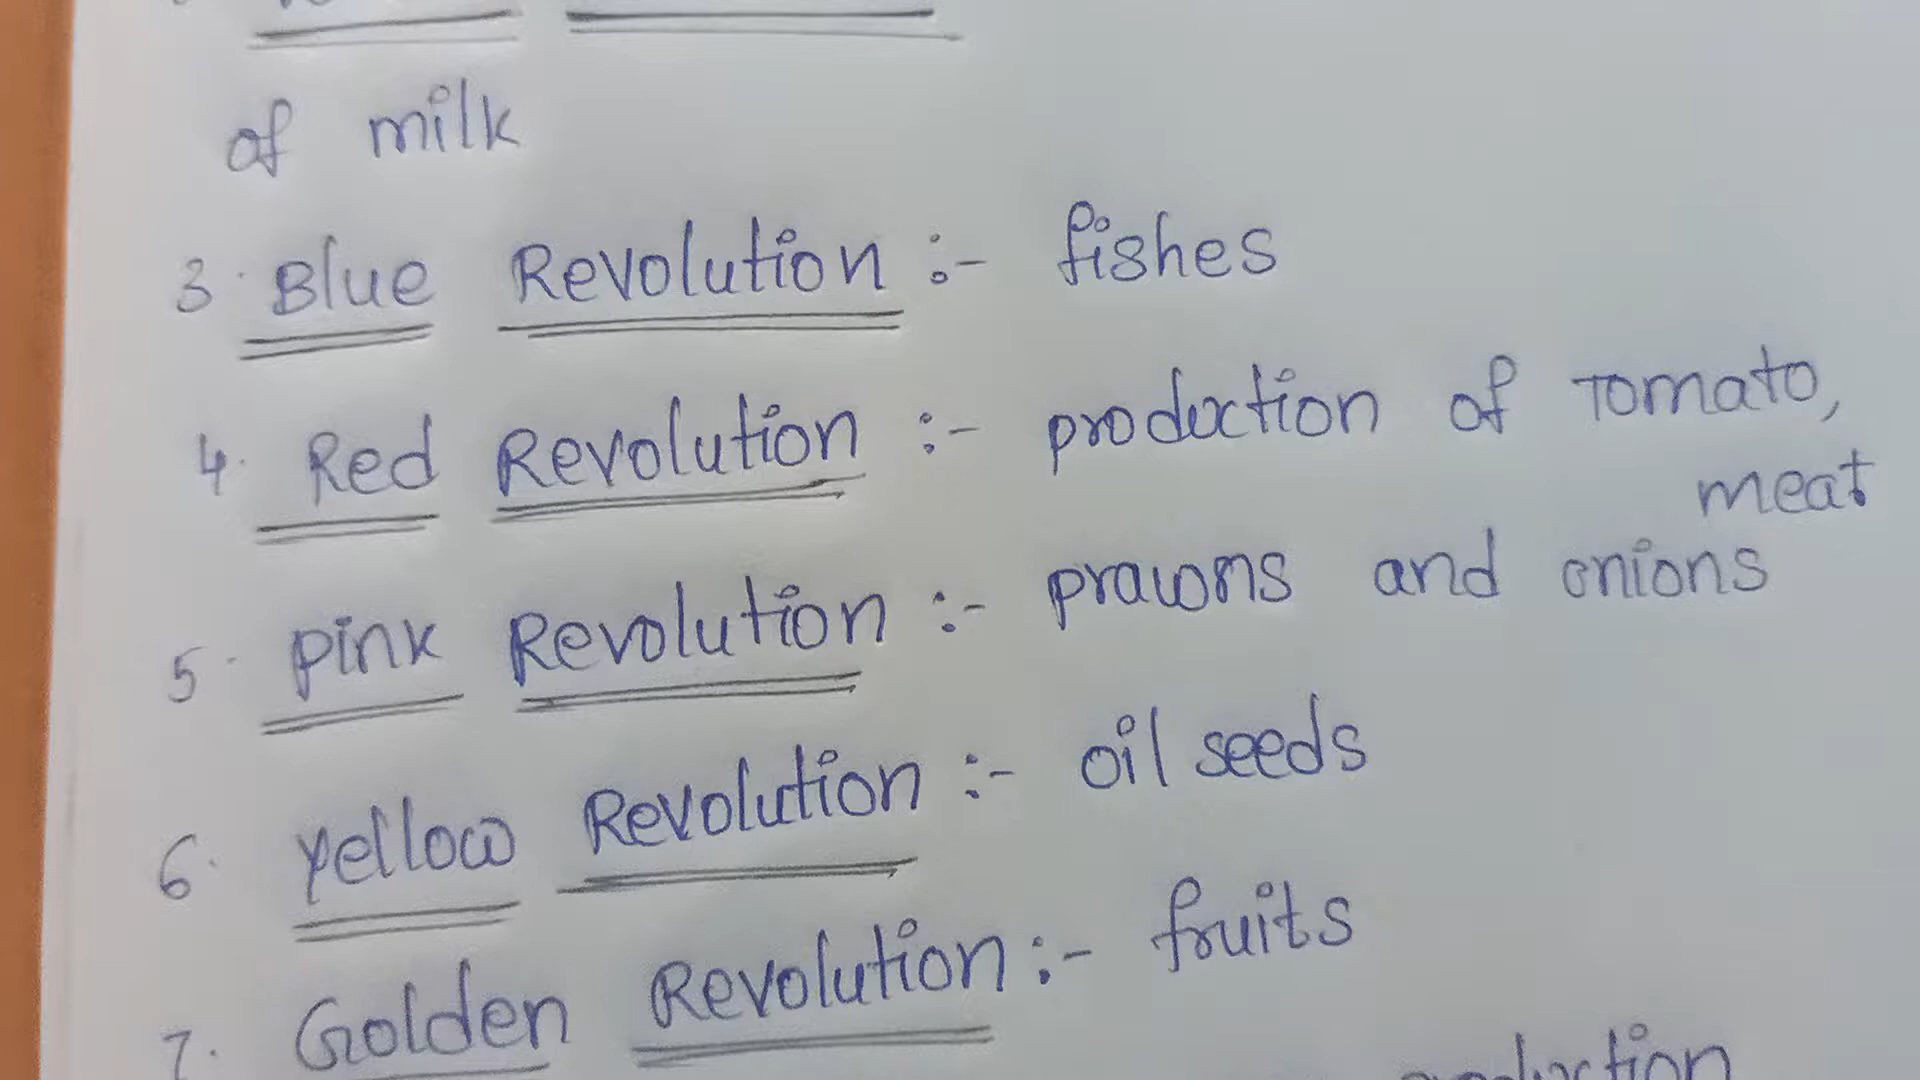 of milk
3. Blue Revolution :- fishes
4. Red Revolution :- production of Tomato,
meat
5. pink Revolution :- prawns and onions
6. yellow Revolution :- oil seeds
7. Golden Revolution :- fruits
production